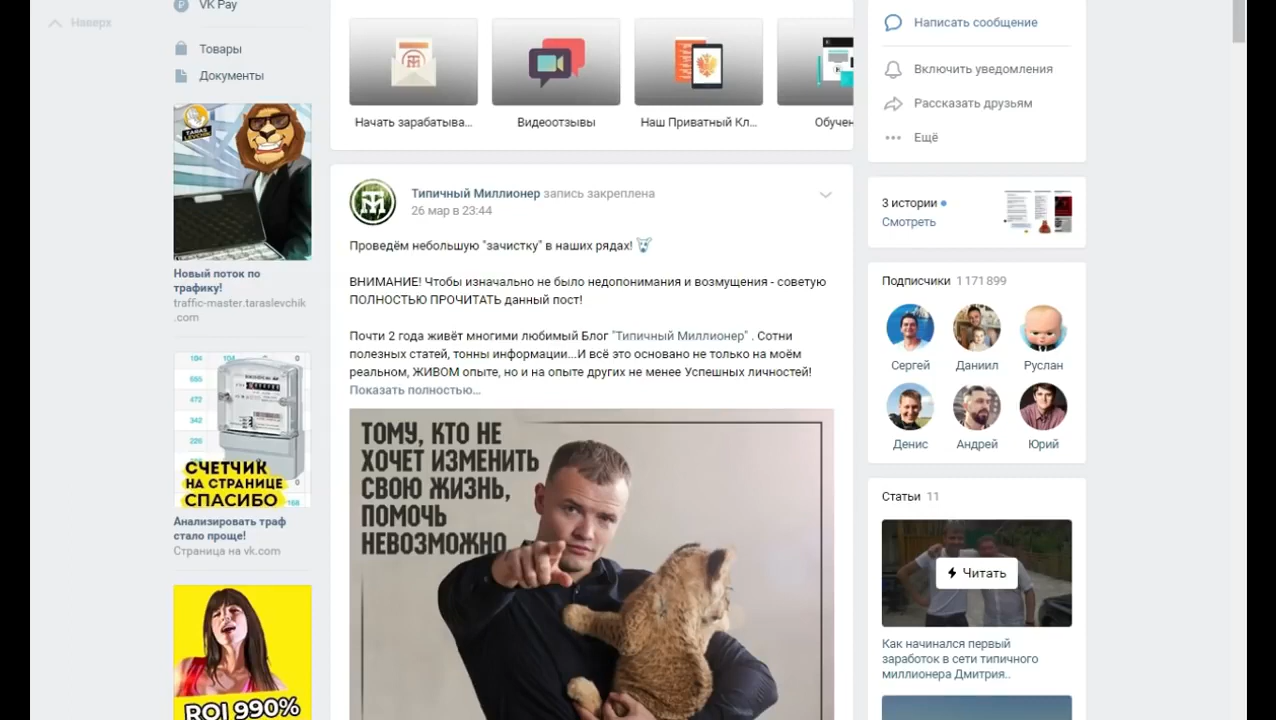 Наверх
VK Pay
Товары
Документы
TARAS
LEVCHIK
Новый поток по
трафику!
traffic-master.taraslevchik
.com
СЧЕТЧИК
НА СТРАНИЦЕ
СПАСИБО
Анализировать траф
стало проще!
Страница на vk.com
ROI 990%
Начать зарабатыва...
Видеоотзывы
Наш Приватный Кл...
Обучен
Типичный Миллионер запись закреплена
26 мар в 23:44
Проведём небольшую "зачистку" в наших рядах!
ВНИМАНИЕ! Чтобы изначально не было недопонимания и возмущения - советую
ПОЛНОСТЬЮ ПРОЧИТАТЬ данный пост!
Почти 2 года живёт многими любимый Блог "Типичный Миллионер" . Сотни
полезных статей, тонны информации...И всё это основано не только на моём
реальном, ЖИВОМ опыте, но и на опыте других не менее Успешных личностей!
Показать полностью...
ТОМУ, КТО НЕ
ХОЧЕТ ИЗМЕНИТЬ
СВОЮ ЖИЗНЬ,
ПОМОЧЬ
НЕВОЗМОЖНО
Написать сообщение
Включить уведомления
Рассказать друзьям
Ещё
3 истории
Смотреть
Подписчики 1 171 899
Сергей
Даниил
Руслан
Денис
Андрей
Юрий
Статьи 11
Читать
Как начинался первый
заработок в сети типичного
миллионера Дмитрия..